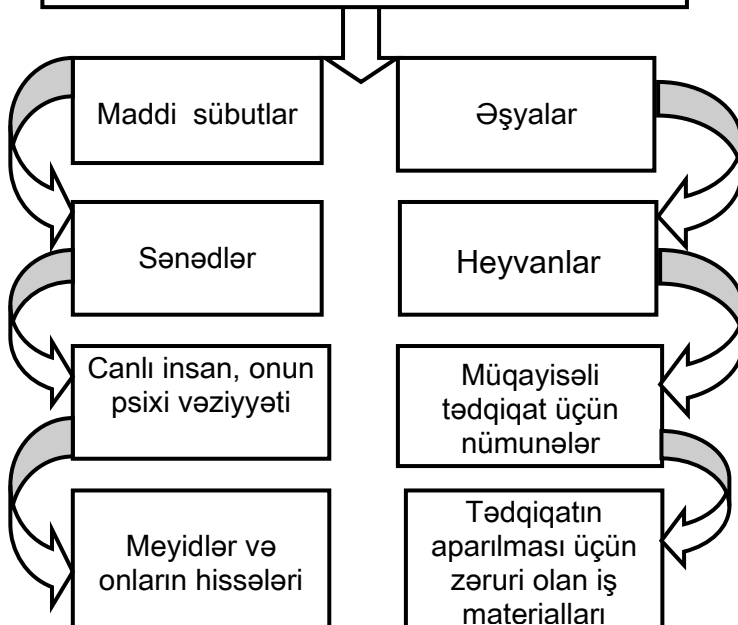 Maddi sübutlar
Əşyalar
Sənədlər
Heyvanlar
Canlı insan, onun
psixi vəziyyəti
Müqayisəli
tədqiqat üçün
nümunələr
Meyidlər və
onların hissələri
Tədqiqatın
aparılması üçün
zəruri olan iş
materialları